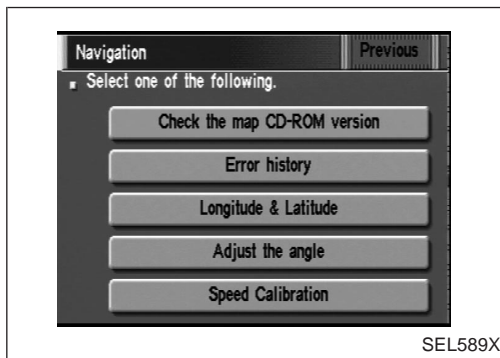 Navigation Previous
Select one of the following.
Check the map CD-ROM version
Error history
Longitude & Latitude
Adjust the angle
Speed Calibration
SEL589X